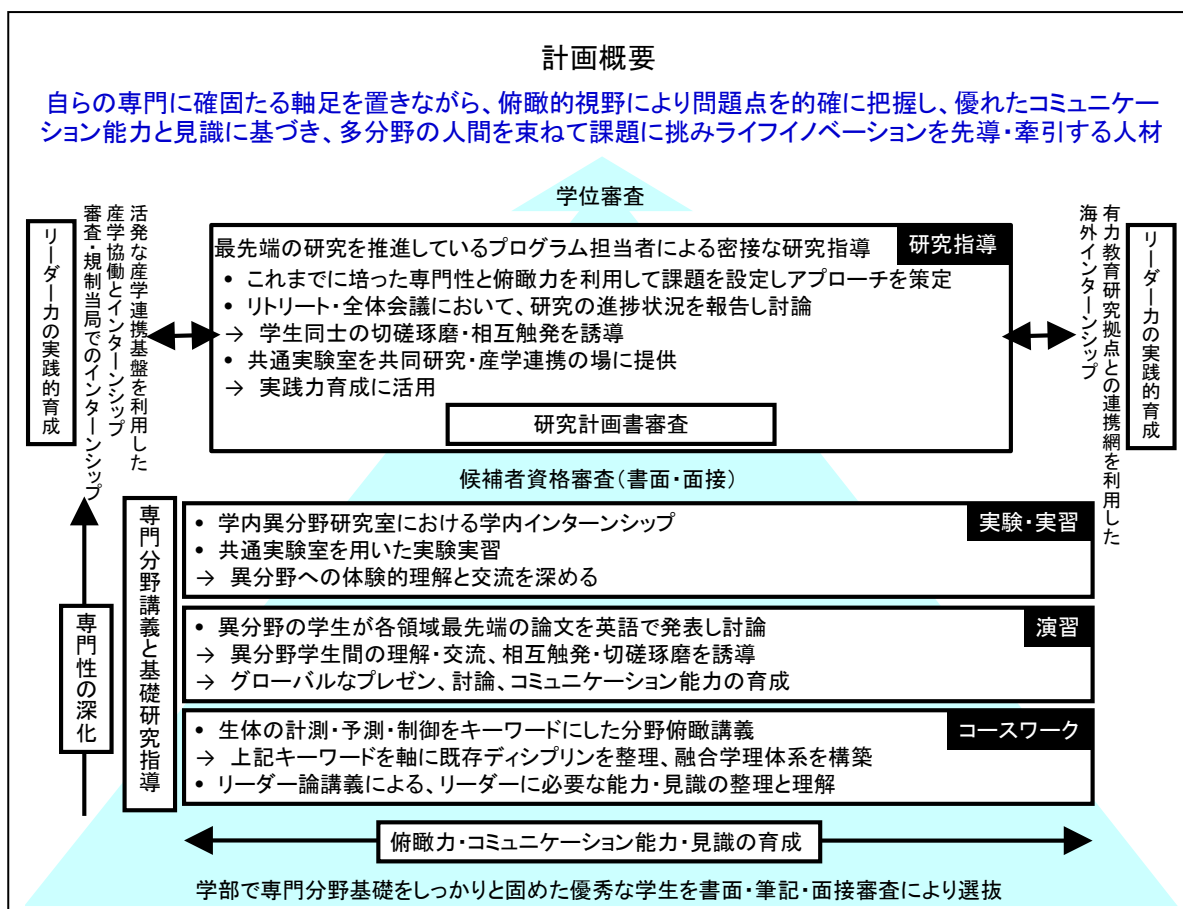 計画概要
自らの専門に確固たる軸足を置きながら、俯瞰的視野により問題点を的確に把握し、優れたコミュニケー
ション能力と見識に基づき、多分野の人間を束ねて課題に挑みライフイノベーションを先導・牽引する人材
学位審査
リーダー力の実践的育成
活発な産学連携基盤を利用した
産学協働とインターンシップ
審査・規制当局でのインターンシップ
研究指導
最先端の研究を推進しているプログラム担当者による密接な研究指導
• これまでに培った専門性と俯瞰力を利用して課題を設定しアプローチを策定
• リトリート・全体会議において、研究の進捗状況を報告し討論
→ 学生同士の切磋琢磨・相互触発を誘導
• 共通実験室を共同研究・産学連携の場に提供
→ 実践力育成に活用
研究計画書審査
有力教育研究拠点との連携網を利用した
海外インターンシップ
リーダー力の実践的育成
候補者資格審査(書面・面接)
専門性の深化
専門分野講義と基礎研究指導
実験・実習
• 学内異分野研究室における学内インターンシップ
• 共通実験室を用いた実験実習
→ 異分野への体験的理解と交流を深める
演習
• 異分野の学生が各領域最先端の論文を英語で発表し討論
→ 異分野学生間の理解・交流、相互触発・切磋琢磨を誘導
→ グローバルなプレゼン、討論、コミュニケーション能力の育成
コースワーク
• 生体の計測・予測・制御をキーワードにした分野俯瞰講義
→ 上記キーワードを軸に既存ディシプリンを整理、融合学理体系を構築
• リーダー論講義による、リーダーに必要な能力・見識の整理と理解
俯瞰力・コミュニケーション能力・見識の育成
学部で専門分野基礎をしっかりと固めた優秀な学生を書面・筆記・面接審査により選抜